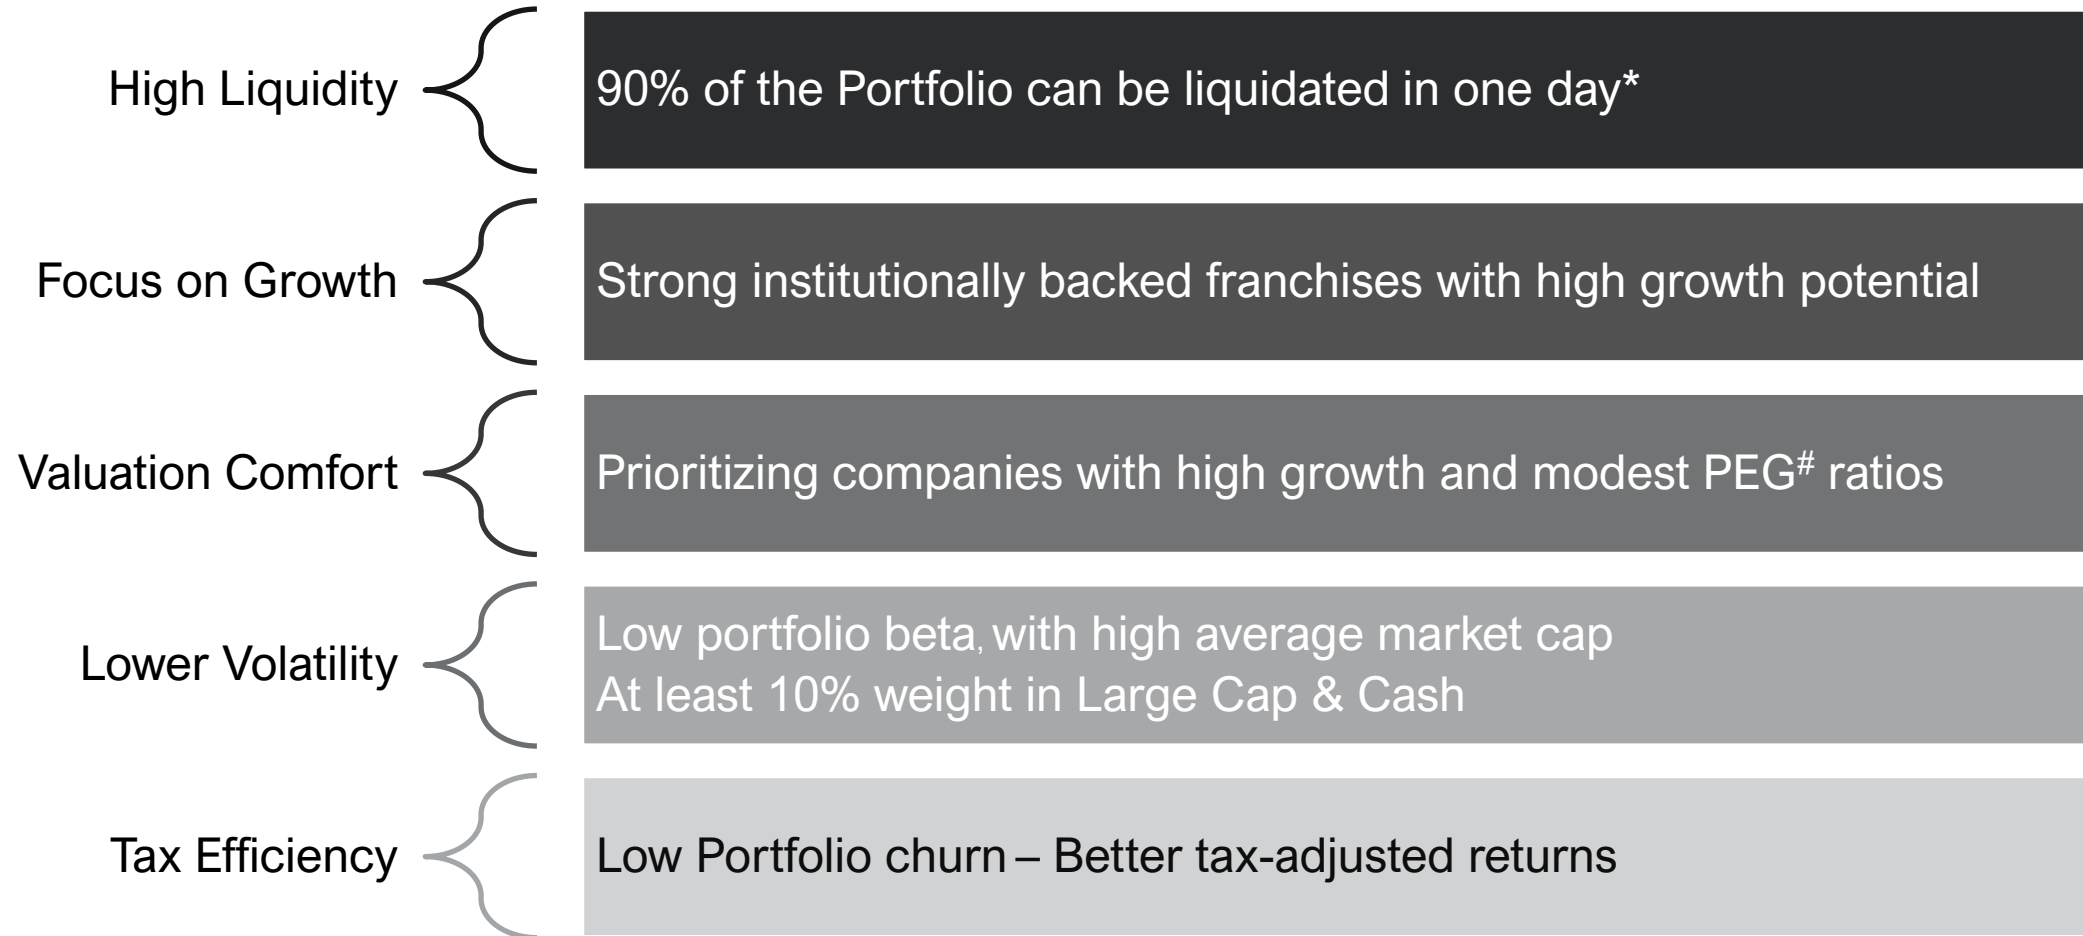 High Liquidity
90% of the Portfolio can be liquidated in one day*
Focus on Growth
Strong institutionally backed franchises with high growth potential
Valuation Comfort
Prioritizing companies with high growth and modest PEG# ratios
Lower Volatility
Low portfolio beta, with high average market cap
At least 10% weight in Large Cap & Cash
Tax Efficiency
Low Portfolio churn – Better tax-adjusted returns